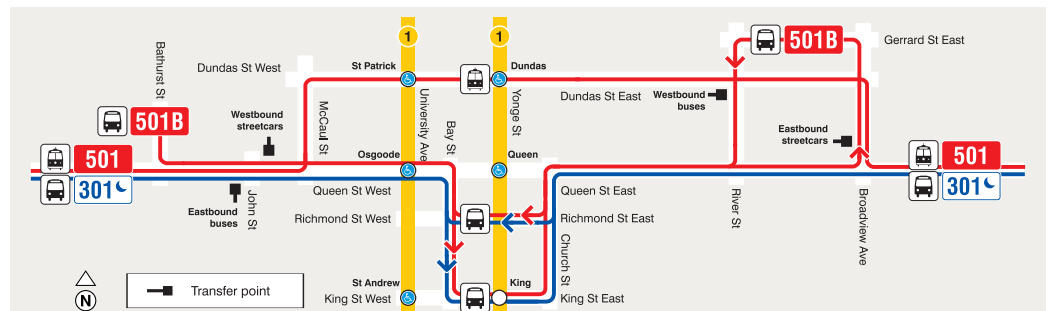 1
1
501B
Gerrard St East
Bathurst St
Dundas St West
St Patrick
Dundas
Dundas St East
Westbound
buses
501B
Westbound
streetcars
McCaul St
University Ave
Bay St
Yonge St
Eastbound
streetcars
501
Osgoode
Queen
501
301
Eastbound
buses
John St
Queen St West
Queen St East
River St
Broadview Ave
301
Richmond St West
Richmond St East
Church St
N
Transfer point
St Andrew
King St West
King
King St East